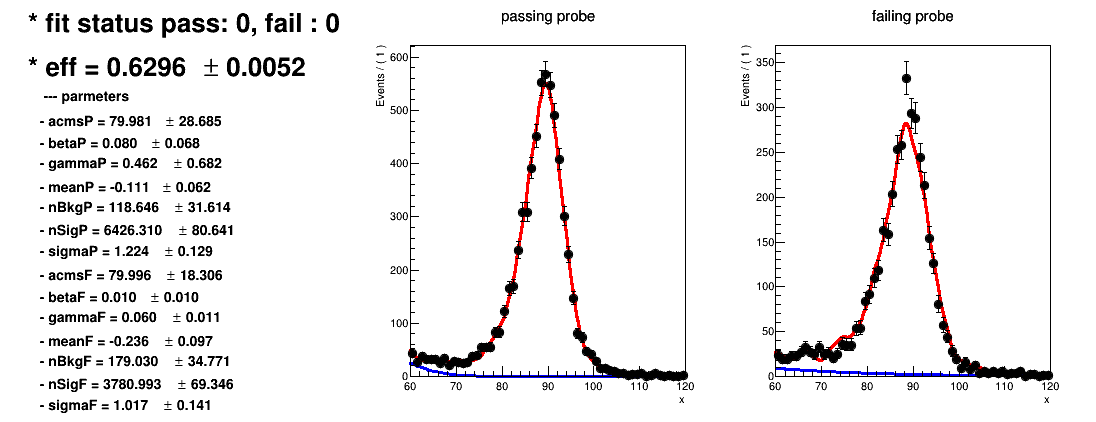 * fit status pass: 0, fail : 0
* eff = 0.6296 ± 0.0052
--- parmeters
- acmsP = 79.981 ± 28.685
- betaP = 0.080 ± 0.068
- gammaP = 0.462 ± 0.682
- meanP = -0.111 ± 0.062
- nBkgP = 118.646 ± 31.614
- nSigP = 6426.310 ± 80.641
- sigmaP = 1.224 ± 0.129
- acmsF = 79.996 ± 18.306
- betaF = 0.010 ± 0.010
- gammaF = 0.060 ± 0.011
- meanF = -0.236 ± 0.097
- nBkgF = 179.030 ± 34.771
- nSigF = 3780.993 ± 69.346
- sigmaF = 1.017 ± 0.141
passing probe
Events / ( 1 )
600
500
400
300
200
100
0
60 70 80 90 100 110 120
x
failing probe
Events / ( 1 )
350
300
250
200
150
100
50
0
60 70 80 90 100 110 120
x